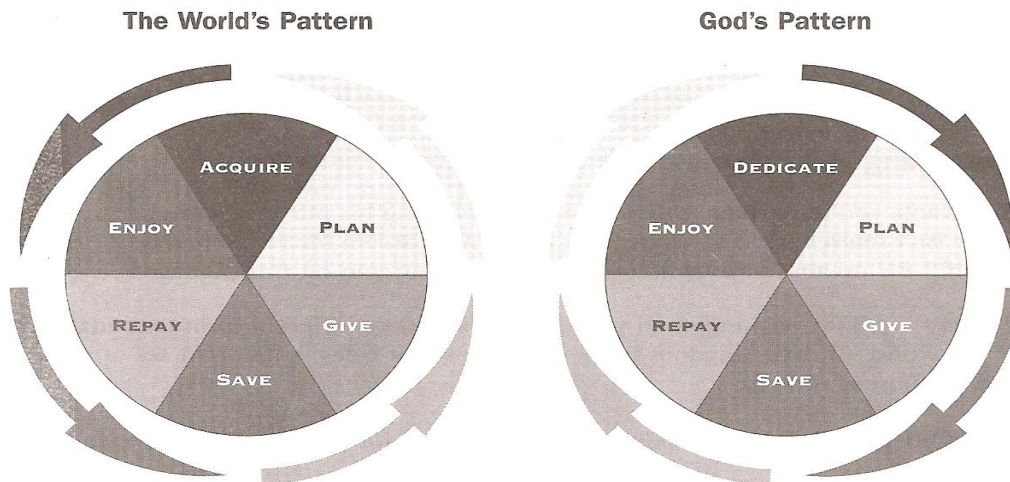 The World's Pattern
ACQUIRE
ENJOY
PLAN
REPAY
GIVE
SAVE
God's Pattern
DEDICATE
ENJOY
PLAN
REPAY
GIVE
SAVE